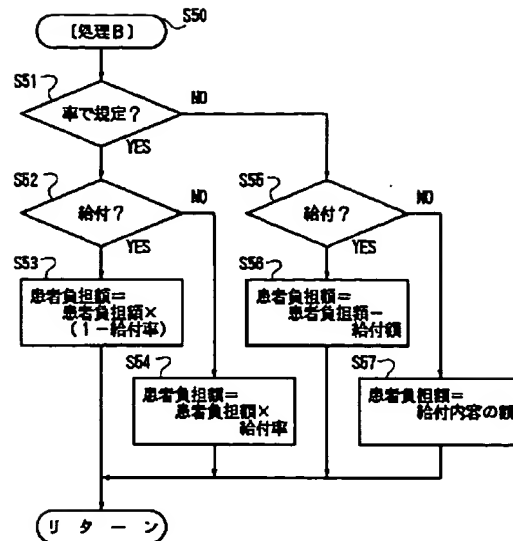 S50
[処理B]
S51
率で規定?
NO
YES
S52
給付?
NO
YES
S55
給付?
NO
YES
S53
患者負担額=
患者負担額×
(1-給付率)
S56
患者負担額=
患者負担額-
給付額
S54
患者負担額=
患者負担額×
給付率
S57
患者負担額=
給付内容の額
リターン